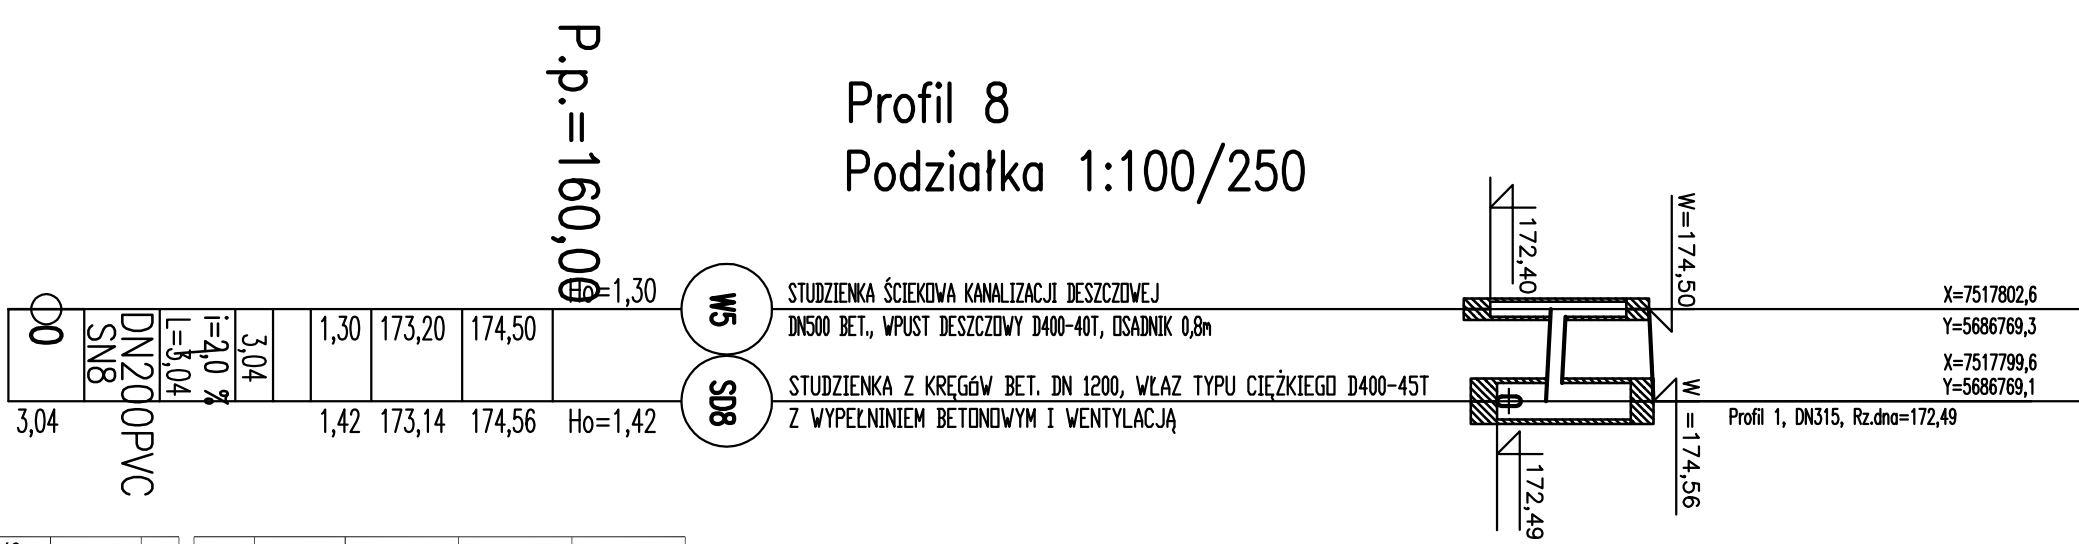 Profil 8
Podziałka 1:100/250
P.p.=160,00
W=174,50
172,40
Ho=1,30
W5
STUDZIENKA ŚCIEKOWA KANALIZACJI DESZCZOWEJ
DN500 BET., WPUST DESZCZOWY D400-40T, OSADNIK 0,8m
X=7517802,6
Y=5686769,3
0
DN200PVC
SN8
L=3,04
i=2,0 %
3,04
1,30
173,20
174,50
SD8
STUDZIENKA Z KRĘGóW BET. DN 1200, WŁAZ TYPU CIĘŻKIEGO D400-45T
Z WYPEŁNINIEM BETONOWYM I WENTYLACJĄ
X=7517799,6
Y=5686769,1
W =174,56
Profil 1, DN315, Rz.dna=172,49
3,04
1,42
173,14
174,56
Ho=1,42
172,49